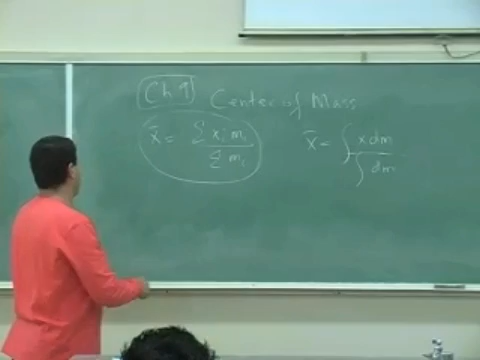 Ch 9 Center of Mass
x̄ = Σ xᵢ mᵢ / Σ mᵢ
x̄ = ∫ x dm / ∫ dm